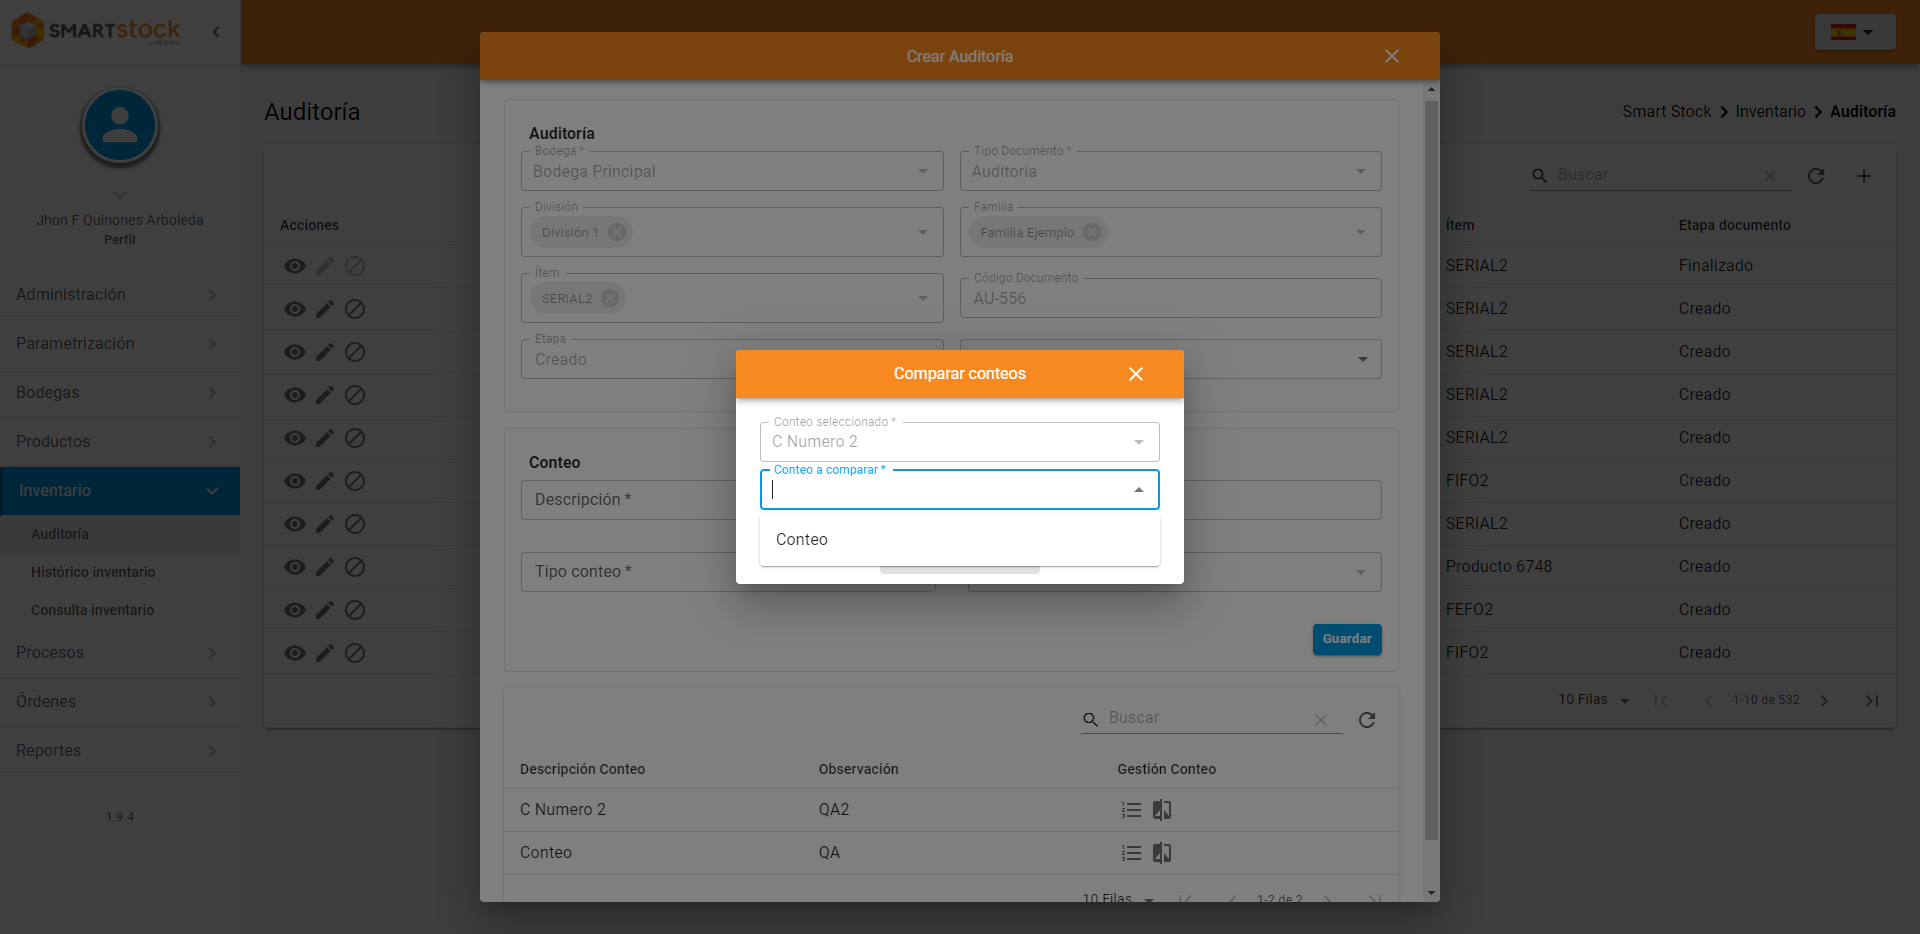 SMARTstock
Jhon F Quinones Arboleda
Perfil
Administración
Parametrización
Bodegas
Productos
Inventario
Auditoría
Histórico inventario
Consulta inventario
Procesos
Órdenes
Reportes
1.9.4
Auditoría
Smart Stock > Inventario > Auditoría
Buscar
Acciones
Ítem
Etapa documento
SERIAL2
Finalizado
SERIAL2
Creado
SERIAL2
Creado
SERIAL2
Creado
SERIAL2
Creado
FIFO2
Creado
SERIAL2
Creado
Producto 6748
Creado
FEFO2
Creado
FIFO2
Creado
10 Filas
1-10 de 532
Crear Auditoría
Auditoría
Bodega *
Bodega Principal
Tipo Documento *
Auditoria
División
División 1
Familia
Familia Ejemplo
Ítem
SERIAL2
Código Documento
AU-556
Etapa
Creado
Conteo
Descripción *
Tipo conteo *
Guardar
Buscar
Descripción Conteo
Observación
Gestión Conteo
C Numero 2
QA2
Conteo
QA
10 Filas
1-2 de 2
Comparar conteos
Conteo seleccionado *
C Numero 2
Conteo a comparar *
Conteo